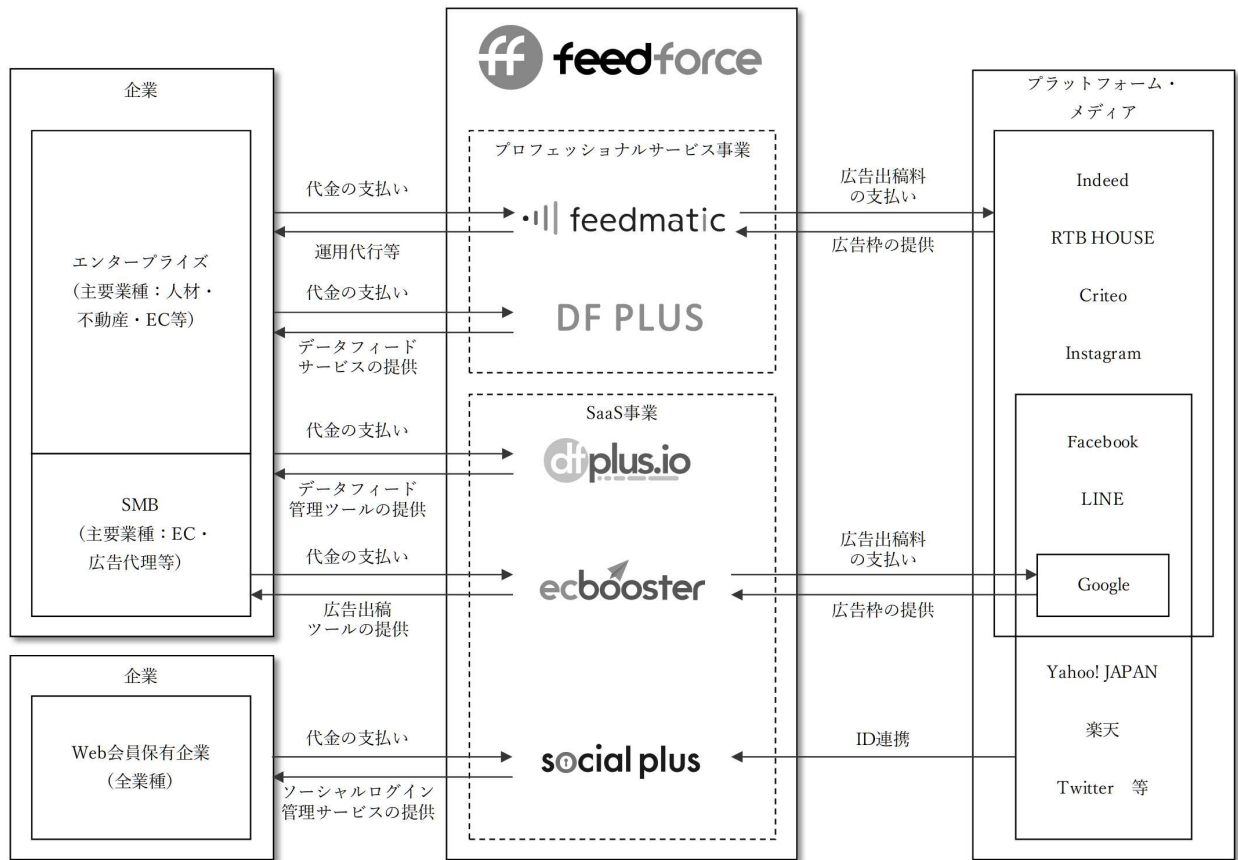 feedforce
企業
エンタープライズ
（主要業種：人材・
不動産・EC等）
SMB
（主要業種：EC・
広告代理等）
企業
Web会員保有企業
（全業種）
代金の支払い
運用代行等
代金の支払い
データフィード
サービスの提供
代金の支払い
データフィード
管理ツールの提供
代金の支払い
広告出稿
ツールの提供
代金の支払い
ソーシャルログイン
管理サービスの提供
プロフェッショナルサービス事業
feedmatic
DF PLUS
SaaS事業
dfplus.io
ecbooster
social plus
広告出稿料
の支払い
広告枠の提供
広告出稿料
の支払い
広告枠の提供
ID連携
プラットフォーム・
メディア
Indeed
RTB HOUSE
Criteo
Instagram
Facebook
LINE
Google
Yahoo! JAPAN
楽天
Twitter　等